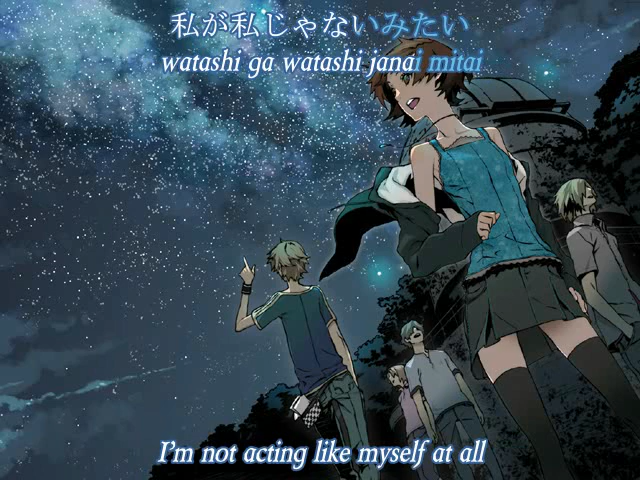 私が私じゃないみたい
watashi ga watashi janai mitai
I'm not acting like myself at all